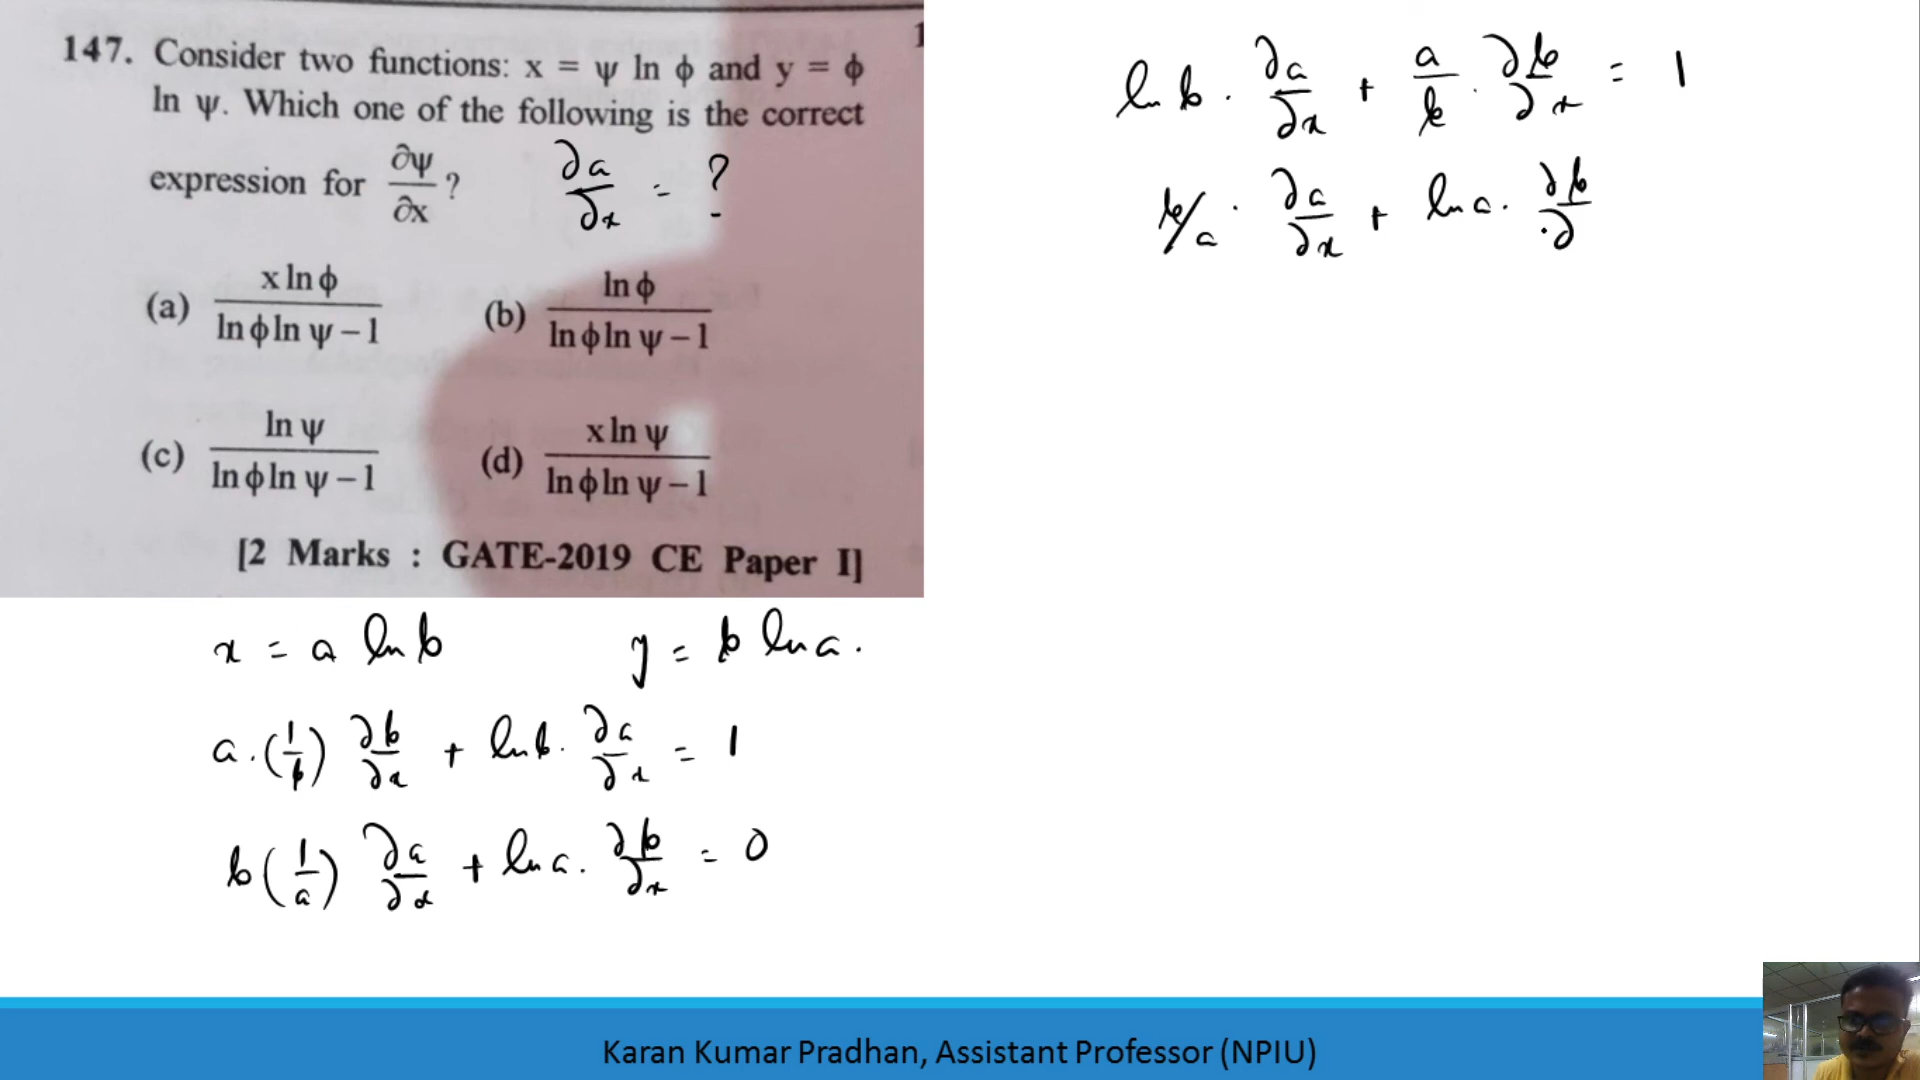 147. Consider two functions: x = ψ ln ϕ and y = ϕ
ln ψ. Which one of the following is the correct
expression for ∂ψ/∂x ?
∂a/∂x = ?
(a) x ln ϕ / ln ϕ ln ψ – 1
(b) ln ϕ / ln ϕ ln ψ – 1
(c) ln ψ / ln ϕ ln ψ – 1
(d) x ln ψ / ln ϕ ln ψ – 1
[2 Marks : GATE-2019 CE Paper I]
x = a ln b
y = b ln a.
a.(1/b) ∂b/∂x + ln b. ∂a/∂x = 1
b(1/a) ∂a/∂x + ln a. ∂b/∂x = 0
ln b . ∂a/∂x + a/b . ∂b/∂x = 1
b/a . ∂a/∂x + ln a. ∂b/∂
Karan Kumar Pradhan, Assistant Professor (NPIU)